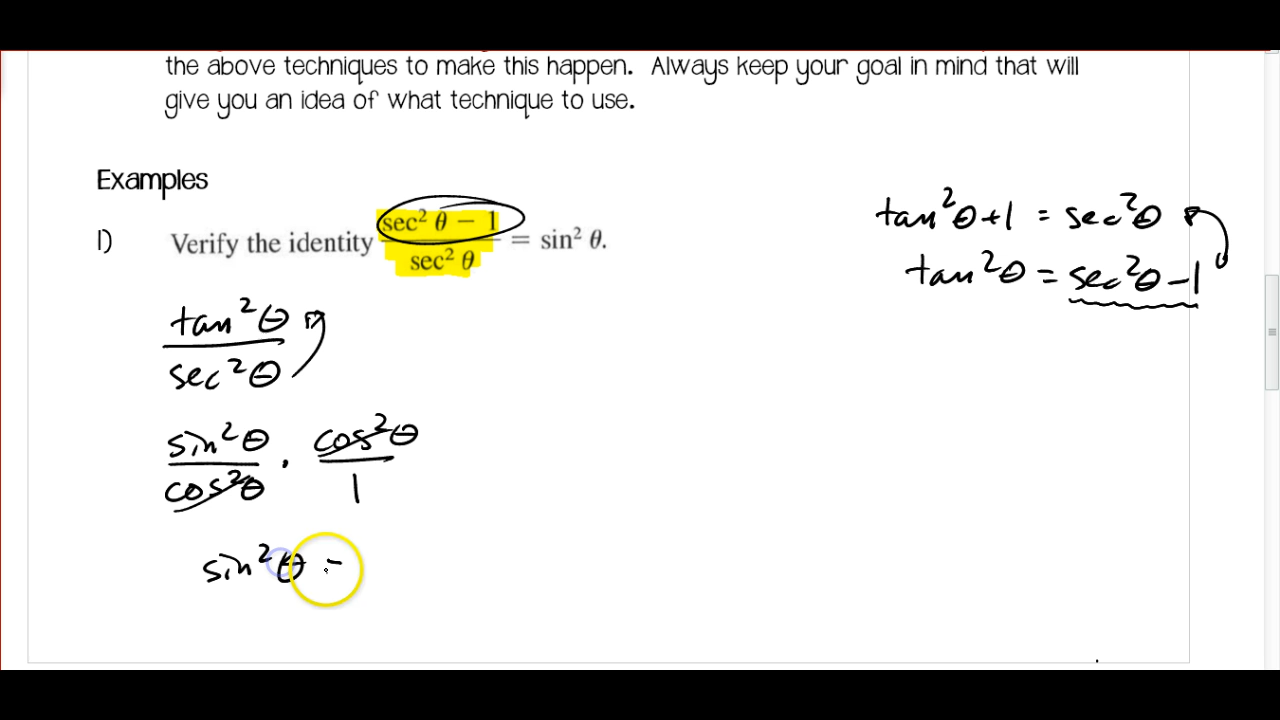 the above techniques to make this happen. Always keep your goal in mind that will
give you an idea of what technique to use.
Examples
1) Verify the identity (sec² θ − 1)/(sec² θ) = sin² θ.
tan²θ+1 = sec²θ
tan²θ = sec²θ −1
tan²θ
sec²θ
sin²θ/cos²θ · cos²θ/1
sin²θ =